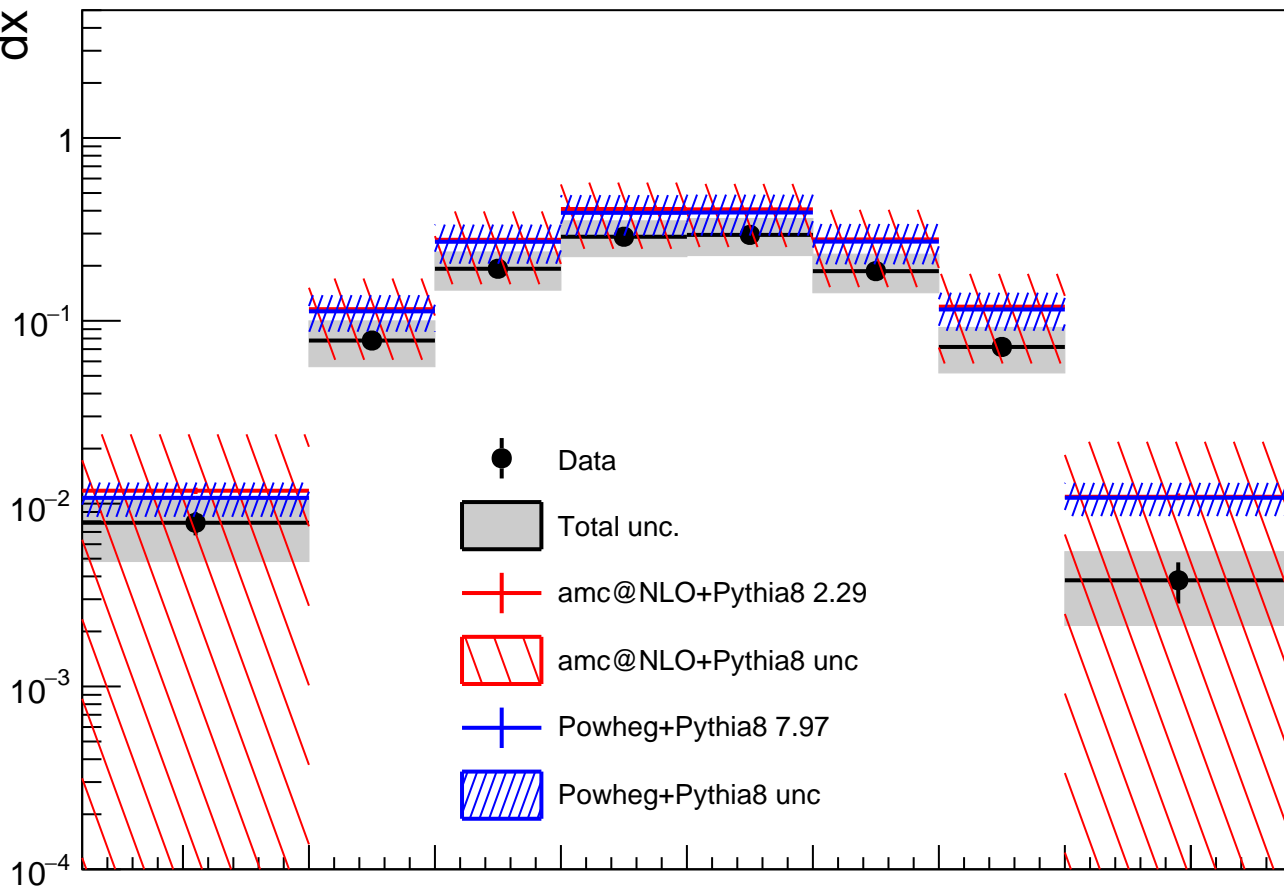 dx
1
10⁻¹
10⁻²
10⁻³
10⁻⁴
Data
Total unc.
amc@NLO+Pythia8 2.29
amc@NLO+Pythia8 unc
Powheg+Pythia8 7.97
Powheg+Pythia8 unc